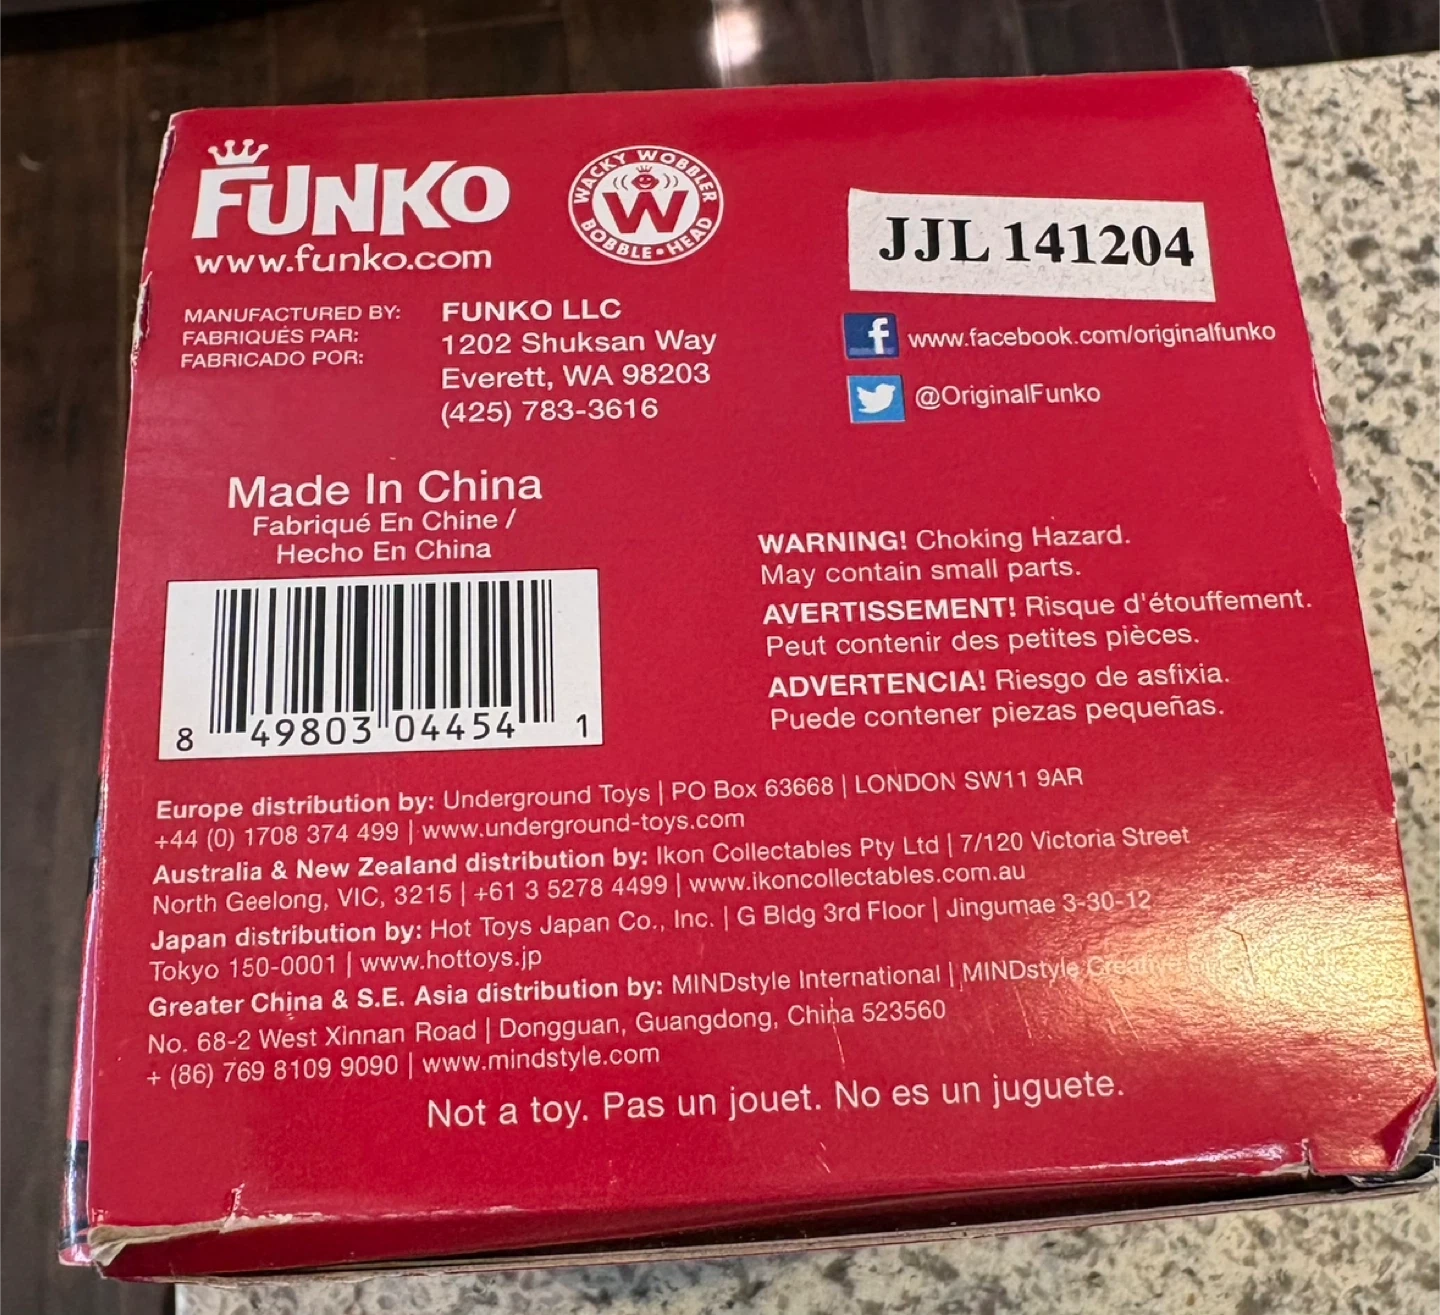 FUNKO
www.funko.com
WACKY WOBBLER
W
BOBBLE • HEAD
JJL 141204
MANUFACTURED BY:
FABRIQUÉS PAR:
FABRICADO POR:
FUNKO LLC
1202 Shuksan Way
Everett, WA 98203
(425) 783-3616
f www.facebook.com/originalfunko
@OriginalFunko
Made In China
Fabriqué En Chine /
Hecho En China
8 49803 04454 1
WARNING! Choking Hazard.
May contain small parts.
AVERTISSEMENT! Risque d'étouffement.
Peut contenir des petites pièces.
ADVERTENCIA! Riesgo de asfixia.
Puede contener piezas pequeñas.
Europe distribution by: Underground Toys | PO Box 63668 | LONDON SW11 9AR
+44 (0) 1708 374 499 | www.underground-toys.com
Australia & New Zealand distribution by: Ikon Collectables Pty Ltd | 7/120 Victoria Street
North Geelong, VIC, 3215 | +61 3 5278 4499 | www.ikoncollectables.com.au
Japan distribution by: Hot Toys Japan Co., Inc. | G Bldg 3rd Floor | Jingumae 3-30-12
Tokyo 150-0001 | www.hottoys.jp
Greater China & S.E. Asia distribution by: MINDstyle International | MINDstyle Creative
No. 68-2 West Xinnan Road | Dongguan, Guangdong, China 523560
+ (86) 769 8109 9090 | www.mindstyle.com
Not a toy. Pas un jouet. No es un juguete.